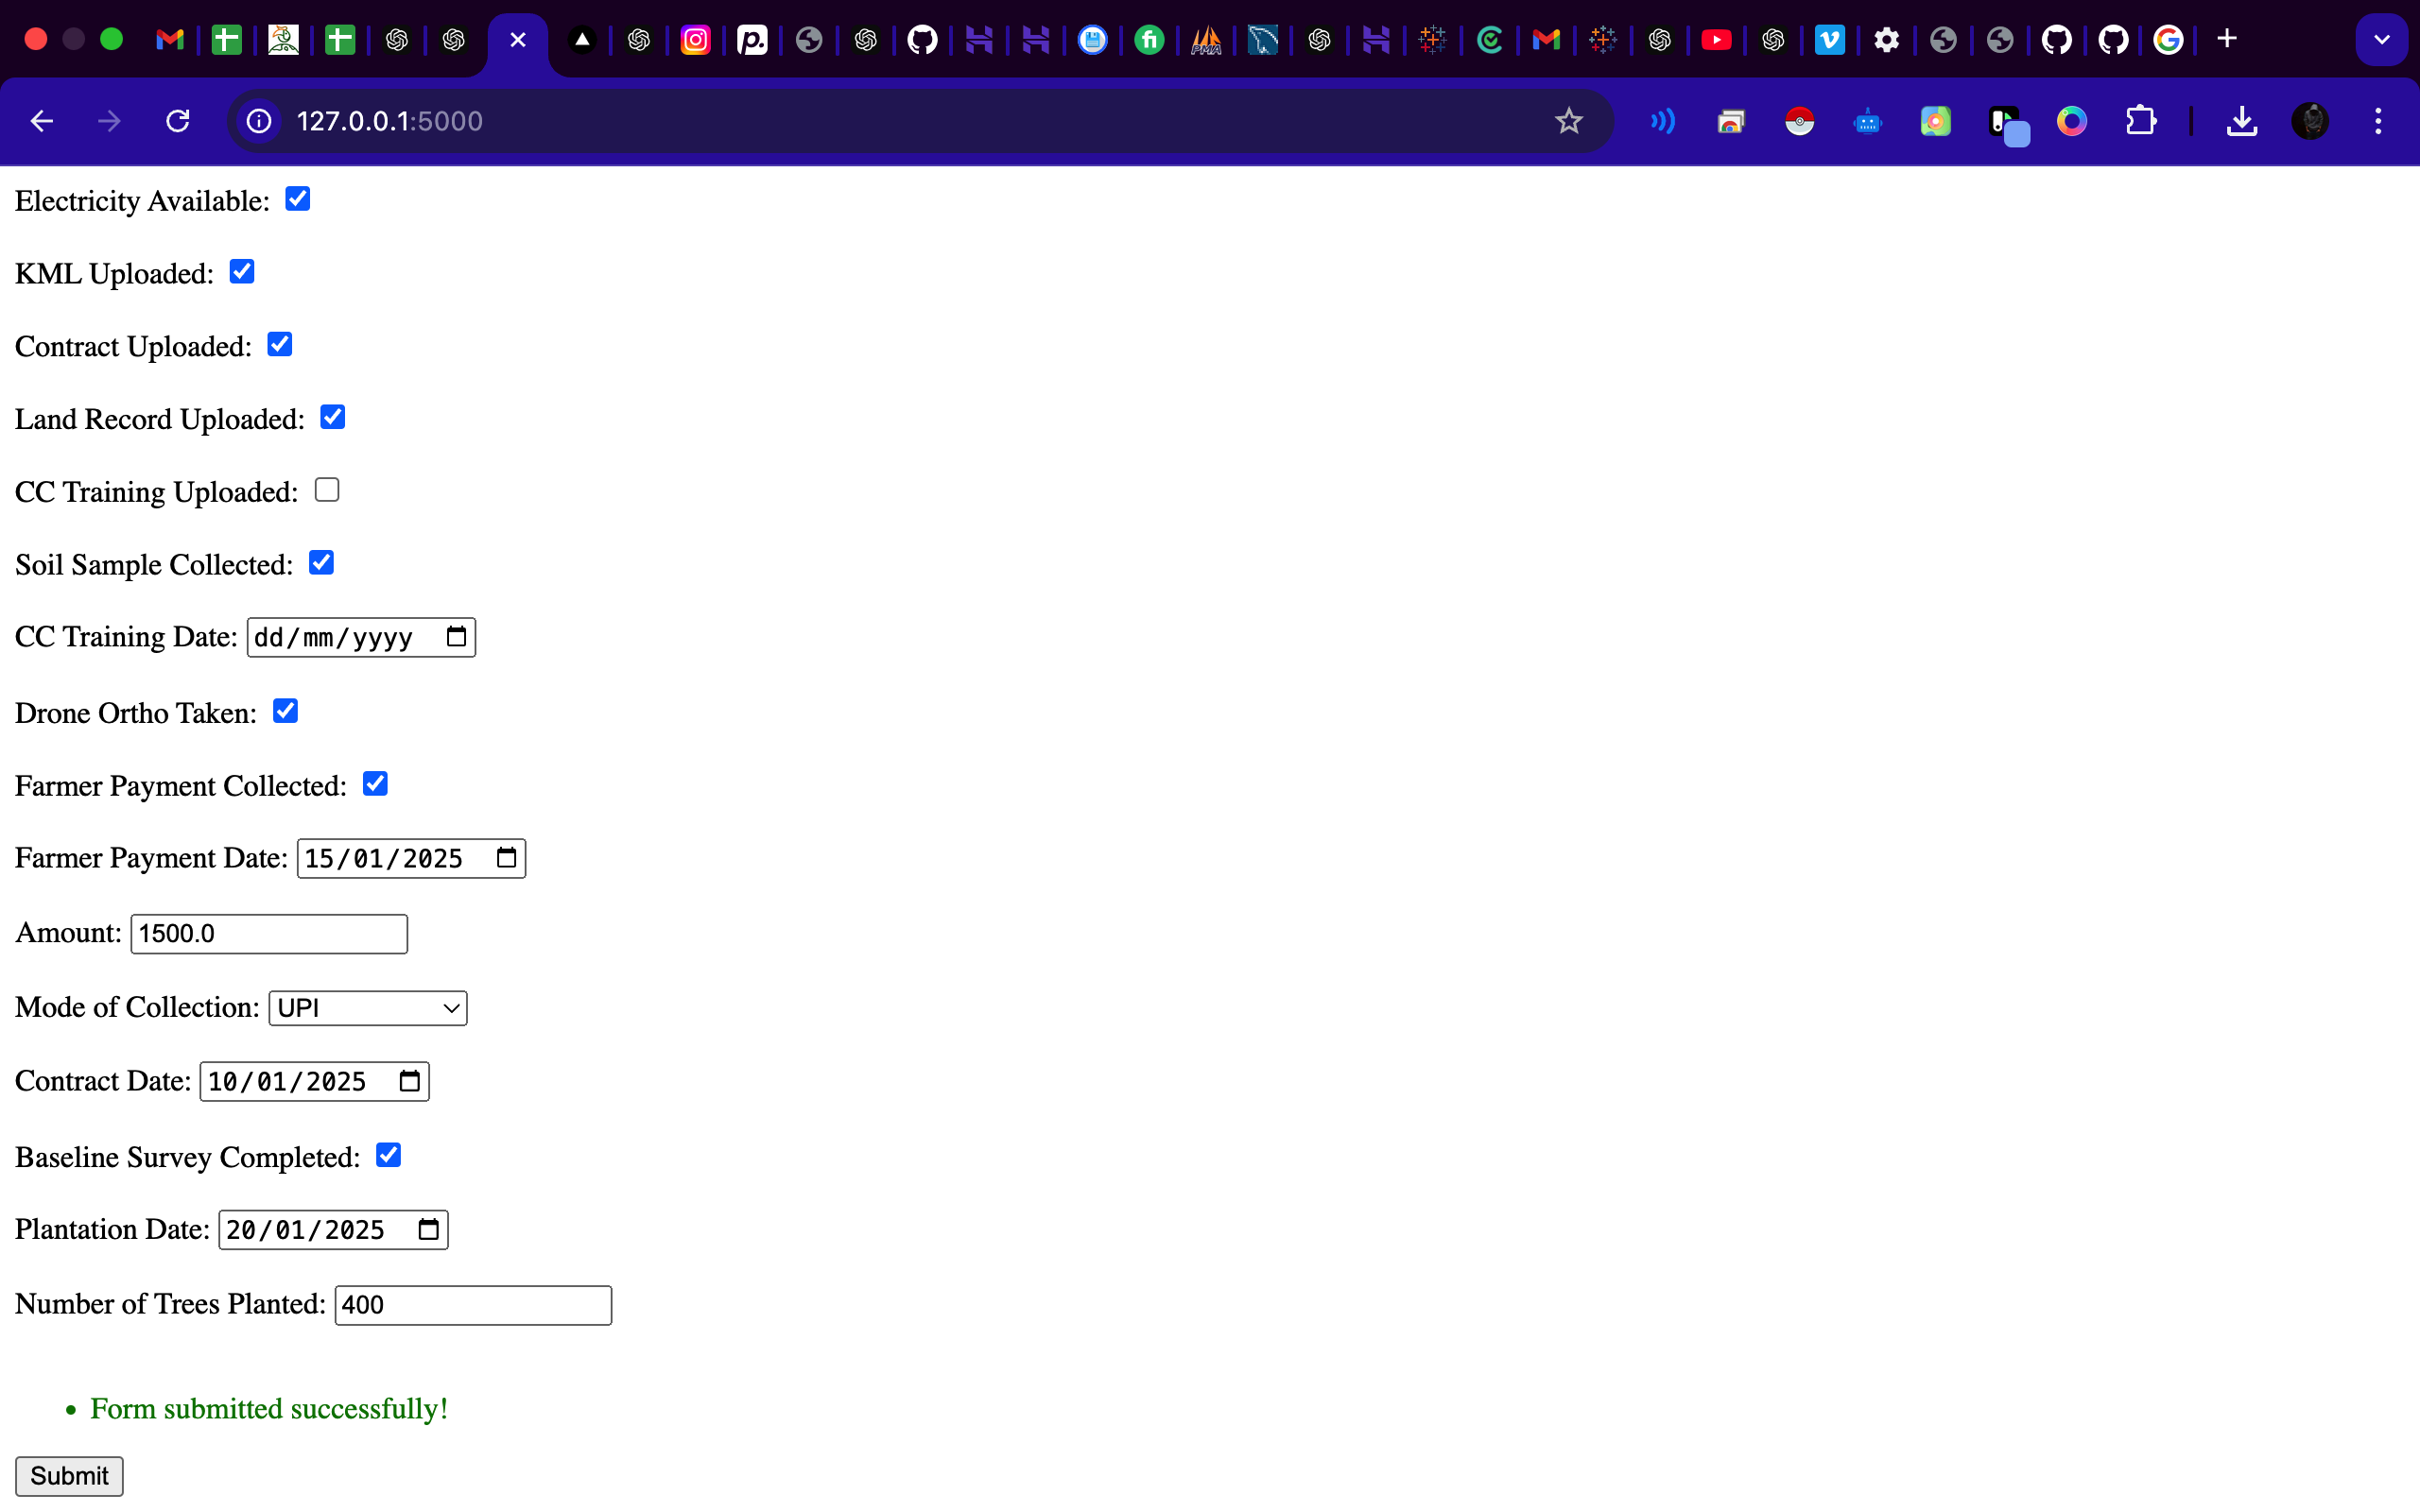 127.0.0.1:5000
Electricity Available:
KML Uploaded:
Contract Uploaded:
Land Record Uploaded:
CC Training Uploaded:
Soil Sample Collected:
CC Training Date: dd/mm/yyyy
Drone Ortho Taken:
Farmer Payment Collected:
Farmer Payment Date: 15/01/2025
Amount: 1500.0
Mode of Collection: UPI
Contract Date: 10/01/2025
Baseline Survey Completed:
Plantation Date: 20/01/2025
Number of Trees Planted: 400
• Form submitted successfully!
Submit